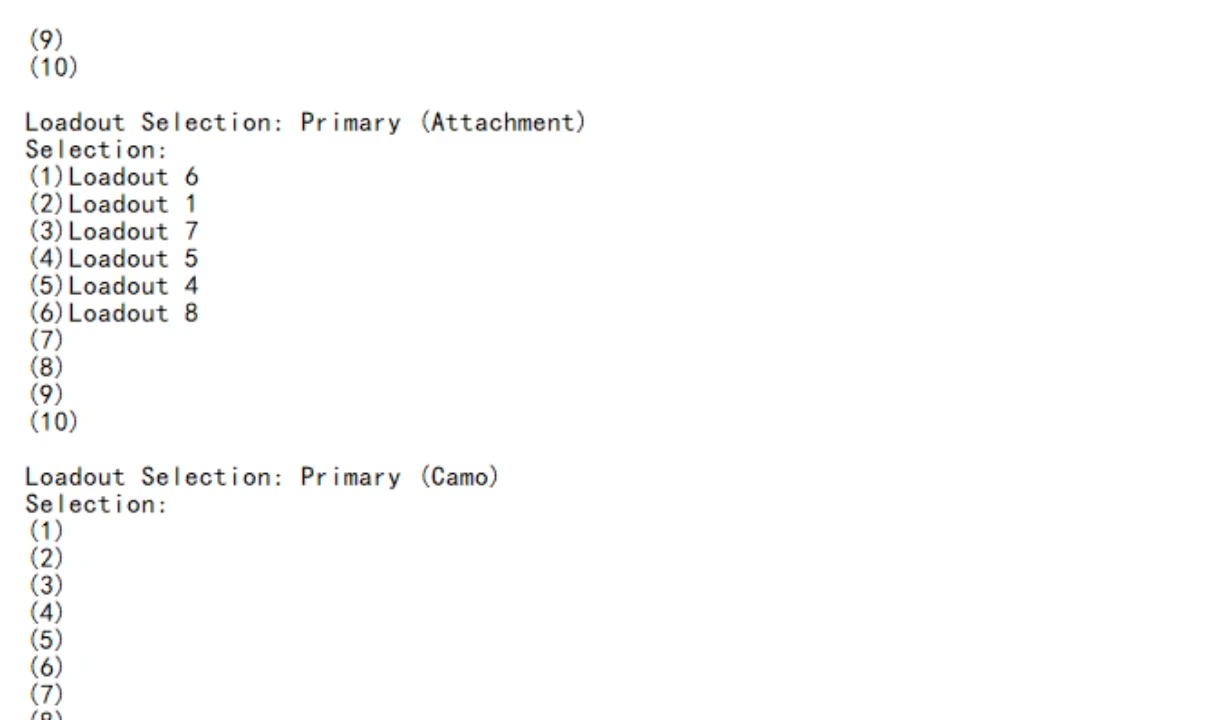 (9)
(10)
Loadout Selection: Primary (Attachment)
Selection:
(1)Loadout 6
(2)Loadout 1
(3)Loadout 7
(4)Loadout 5
(5)Loadout 4
(6)Loadout 8
(7)
(8)
(9)
(10)
Loadout Selection: Primary (Camo)
Selection:
(1)
(2)
(3)
(4)
(5)
(6)
(7)
(8)